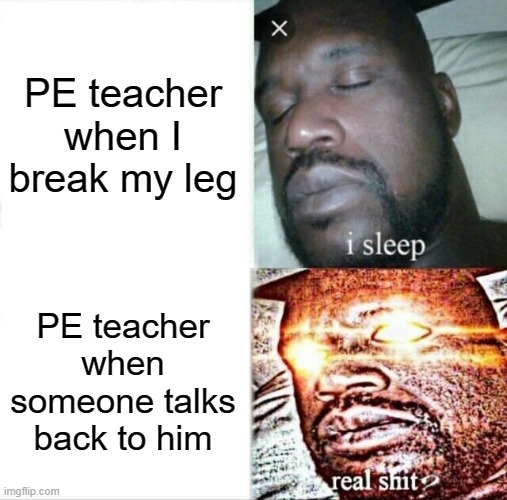 PE teacher
when I
break my leg
i sleep
PE teacher
when
someone talks
back to him
real shit?
imgflip.com